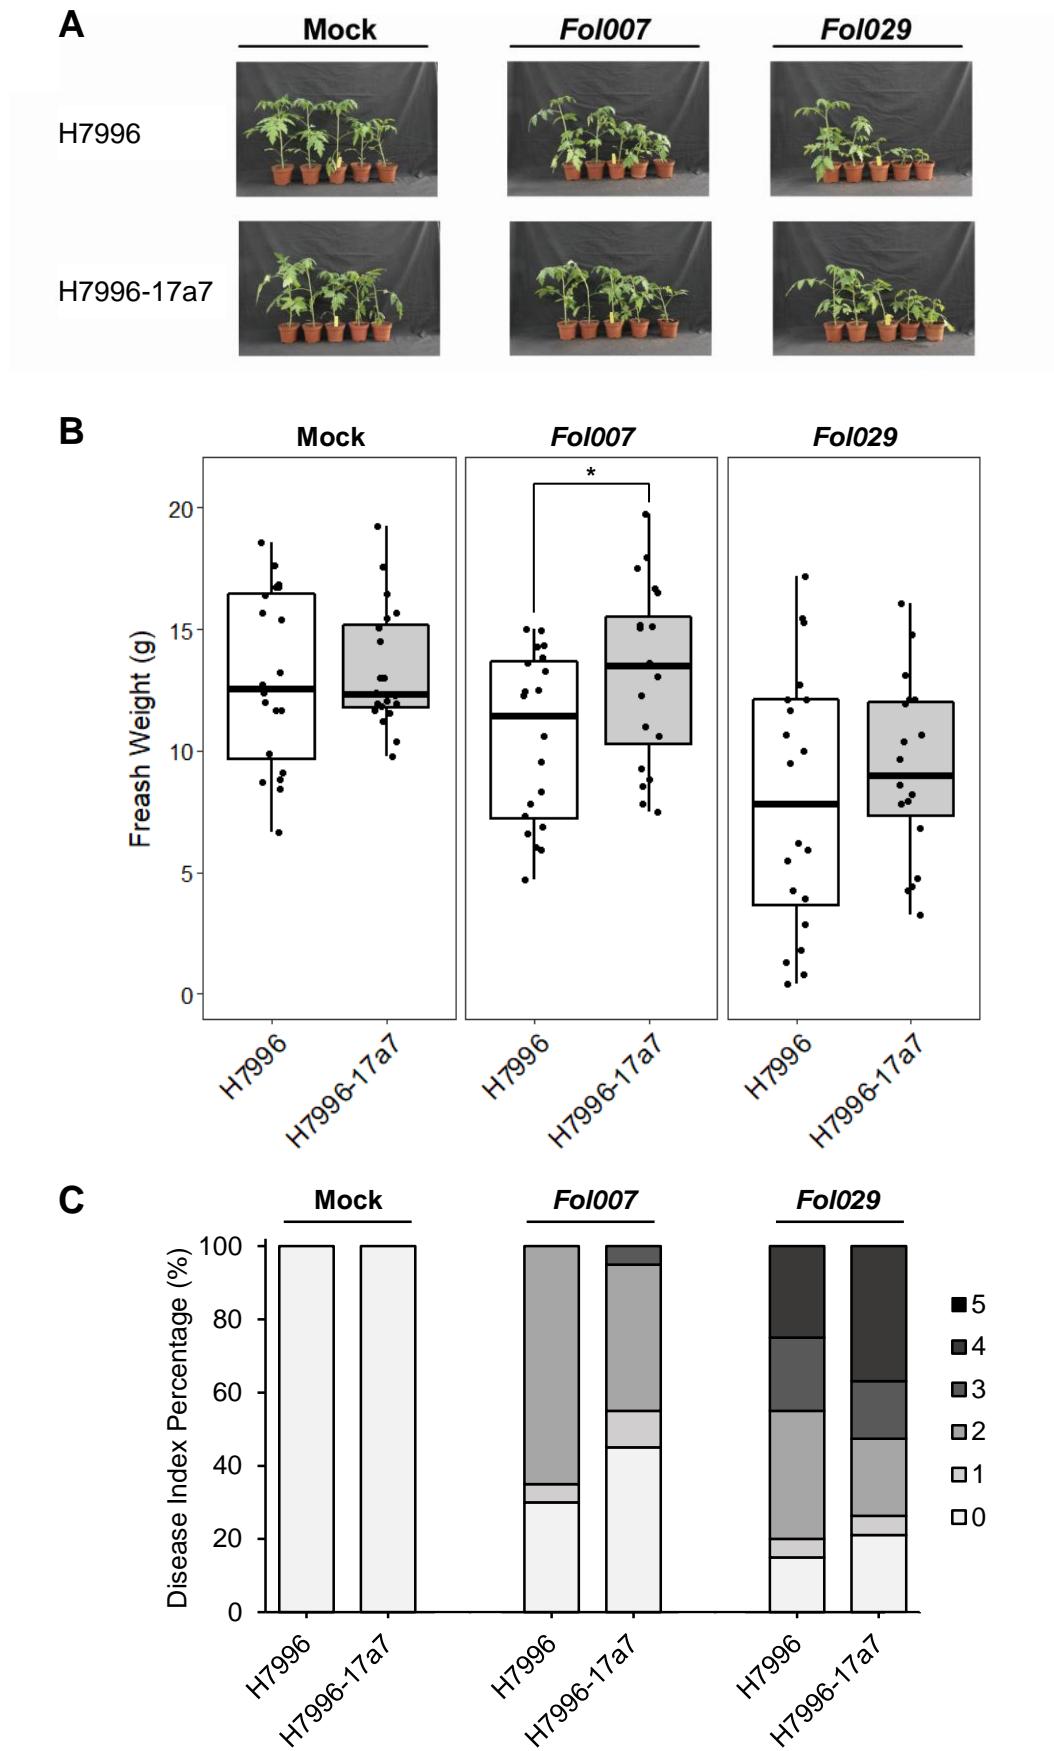 A
Mock Fol007 Fol029
H7996
H7996-17a7
B
Mock Fol007 Fol029
Freash Weight (g)
20
15
10
5
0
*
H7996 H7996-17a7 H7996 H7996-17a7 H7996 H7996-17a7
C
Mock Fol007 Fol029
Disease Index Percentage (%)
100
80
60
40
20
0
5
4
3
2
1
0
H7996 H7996-17a7 H7996 H7996-17a7 H7996 H7996-17a7